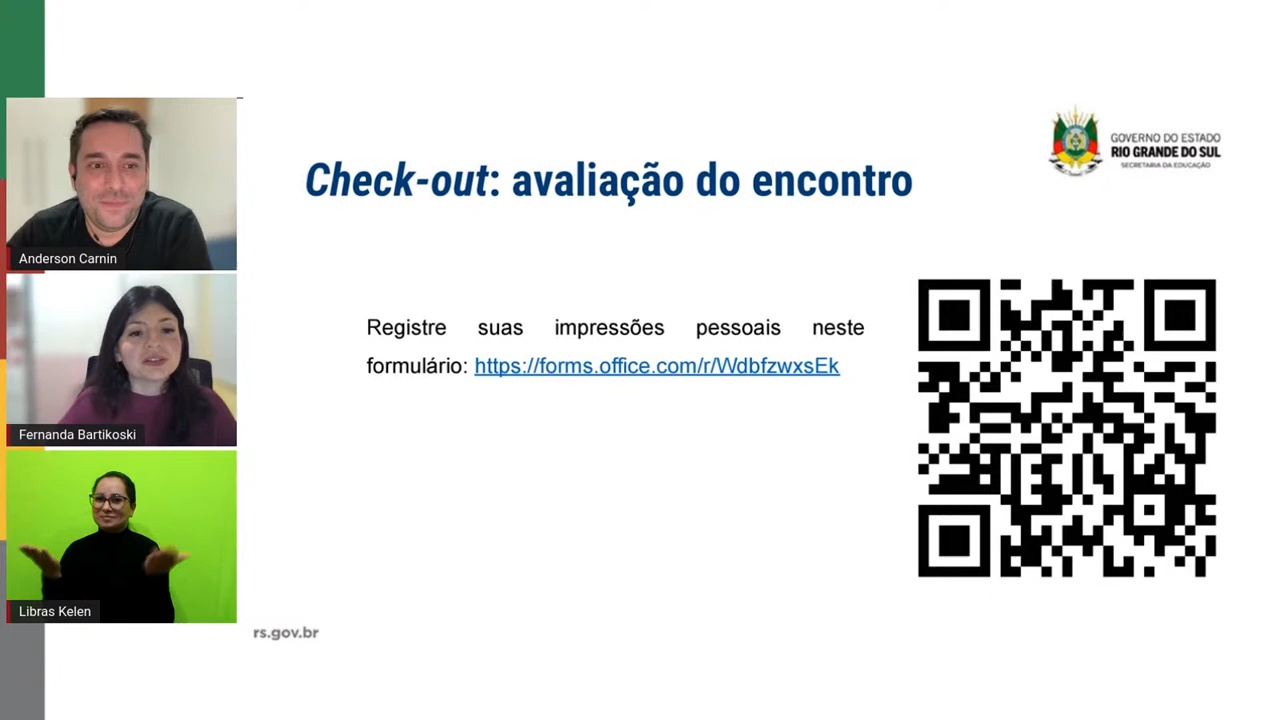 GOVERNO DO ESTADO
RIO GRANDE DO SUL
SECRETARIA DA EDUCAÇÃO
Check-out: avaliação do encontro
Anderson Carnin
Registre suas impressões pessoais neste
formulário: https://forms.office.com/r/WdbfzwxsEk
Fernanda Bartikoski
Libras Kelen
rs.gov.br